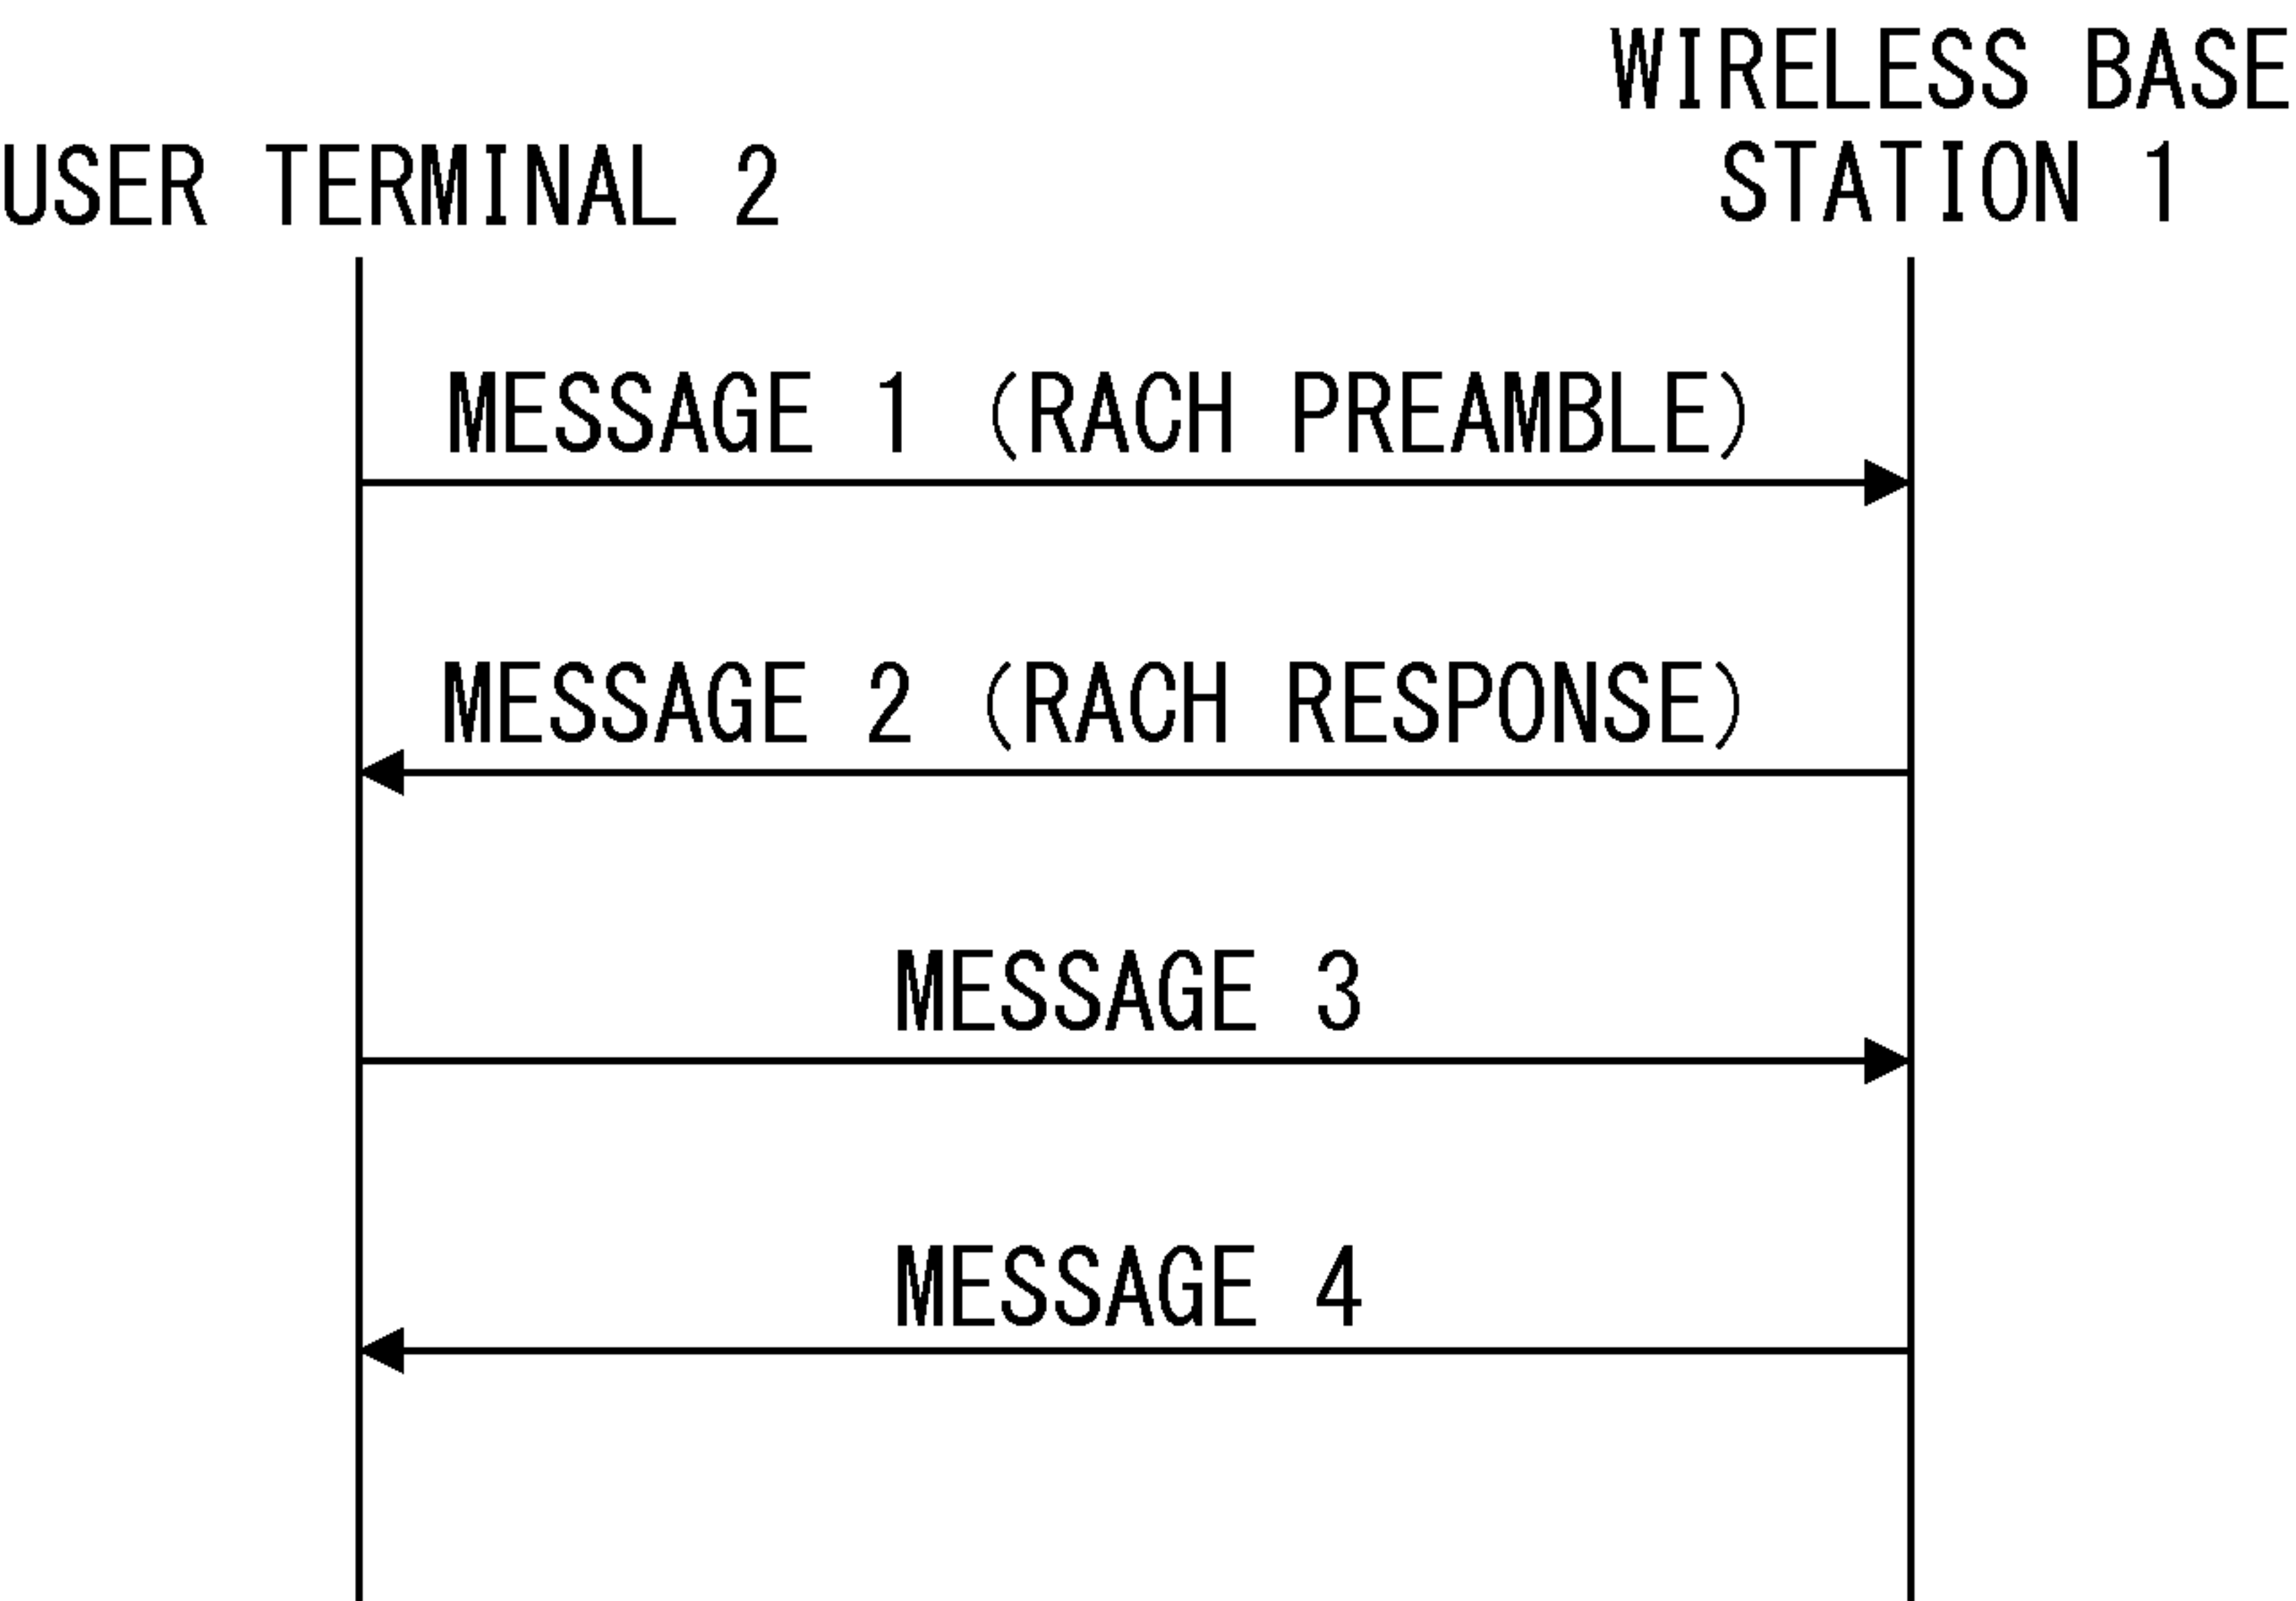 USER TERMINAL 2
WIRELESS BASE
STATION 1
MESSAGE 1 (RACH PREAMBLE)
MESSAGE 2 (RACH RESPONSE)
MESSAGE 3
MESSAGE 4